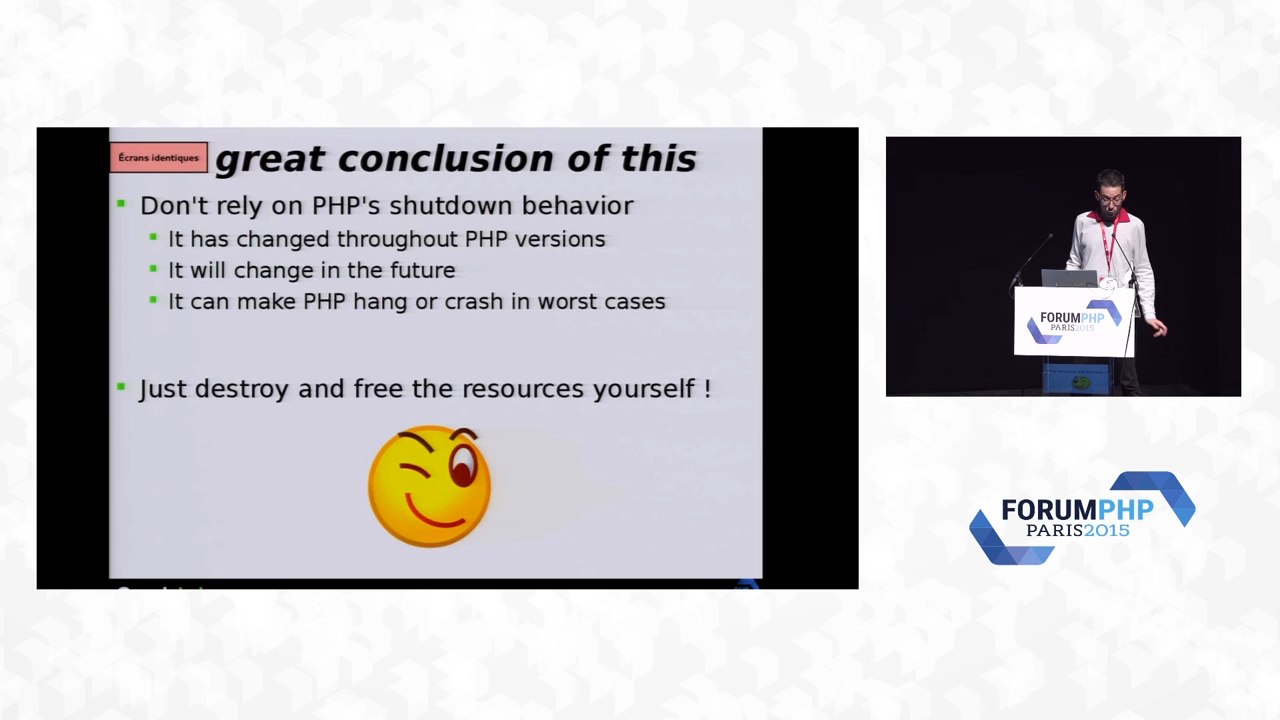 Écrans identiques
great conclusion of this
Don't rely on PHP's shutdown behavior
It has changed throughout PHP versions
It will change in the future
It can make PHP hang or crash in worst cases
Just destroy and free the resources yourself !
FORUMPHP
PARIS2015
FORUMPHP
PARIS2015